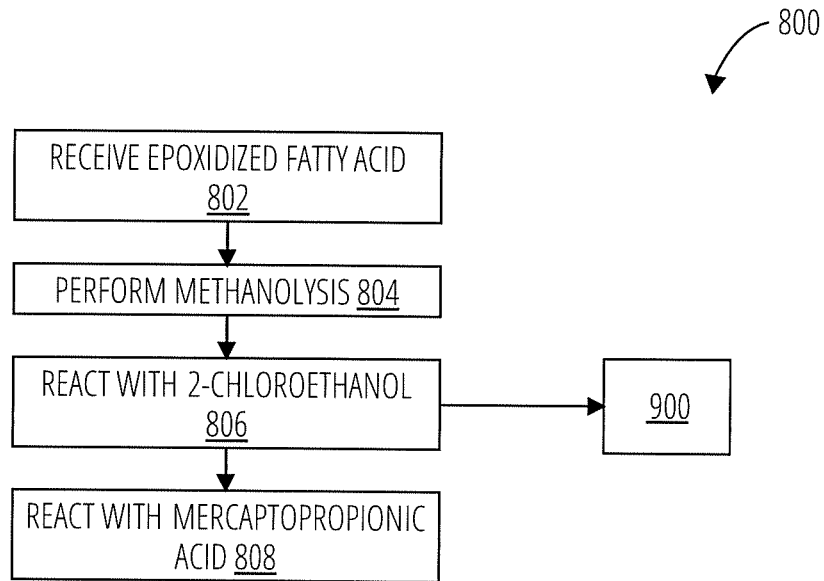 800
RECEIVE EPOXIDIZED FATTY ACID
802
PERFORM METHANOLYSIS 804
REACT WITH 2-CHLOROETHANOL
806
900
REACT WITH MERCAPTOPROPIONIC
ACID 808